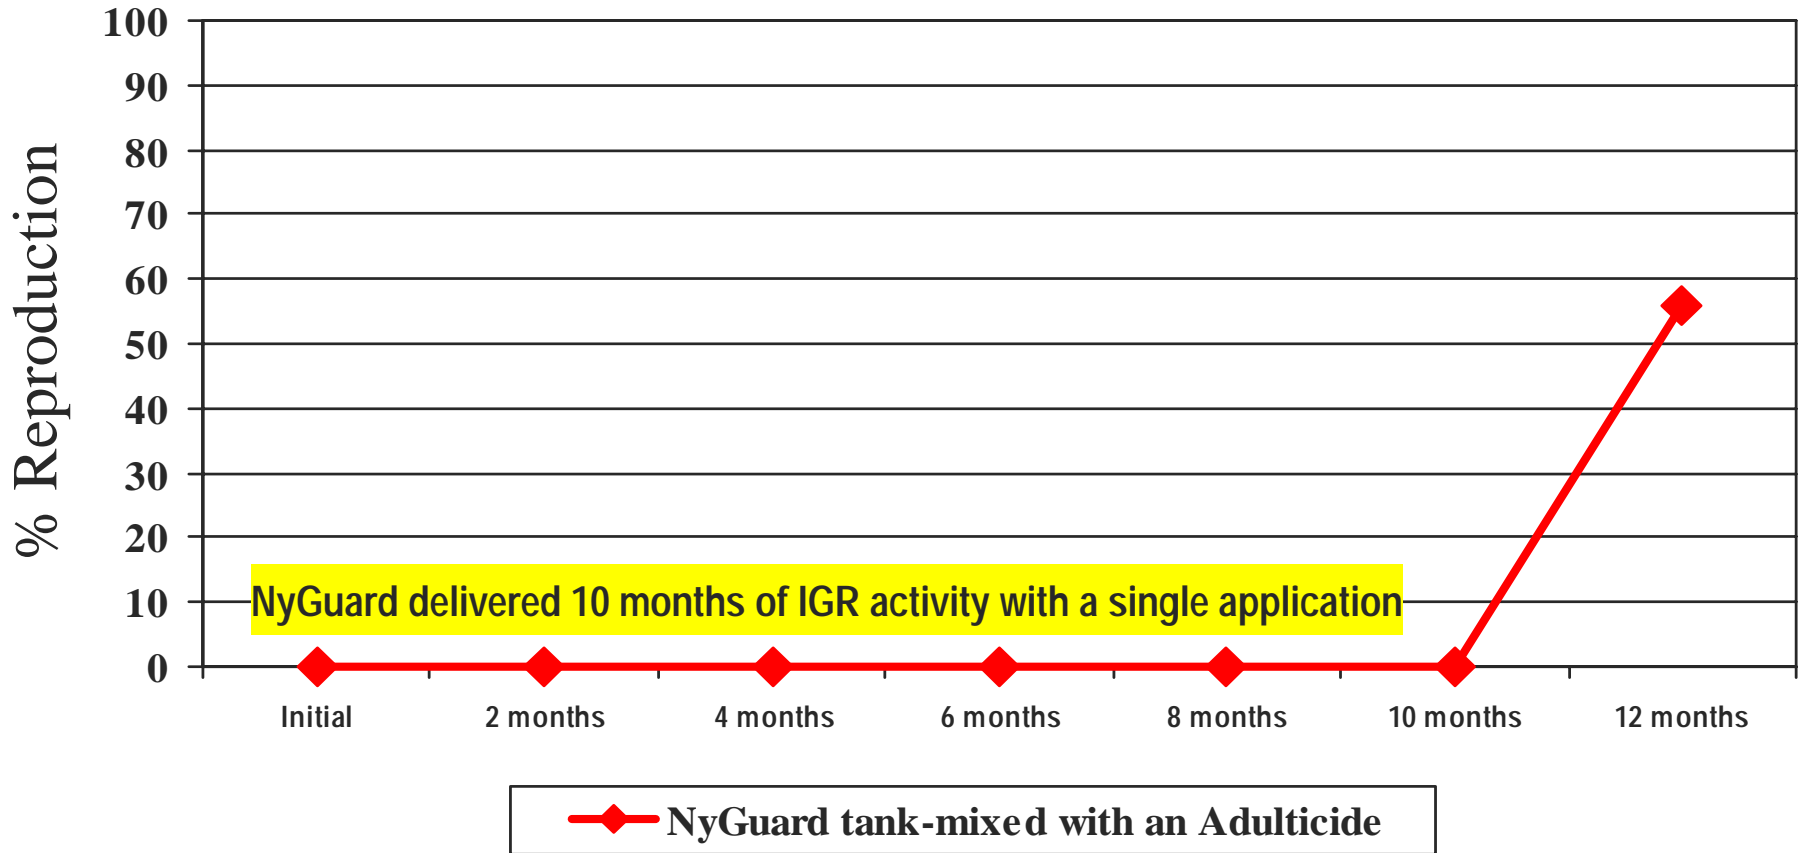 % Reproduction
100
90
80
70
60
50
40
30
20
10
0
NyGuard delivered 10 months of IGR activity with a single application
Initial 2 months 4 months 6 months 8 months 10 months 12 months
NyGuard tank-mixed with an Adulticide